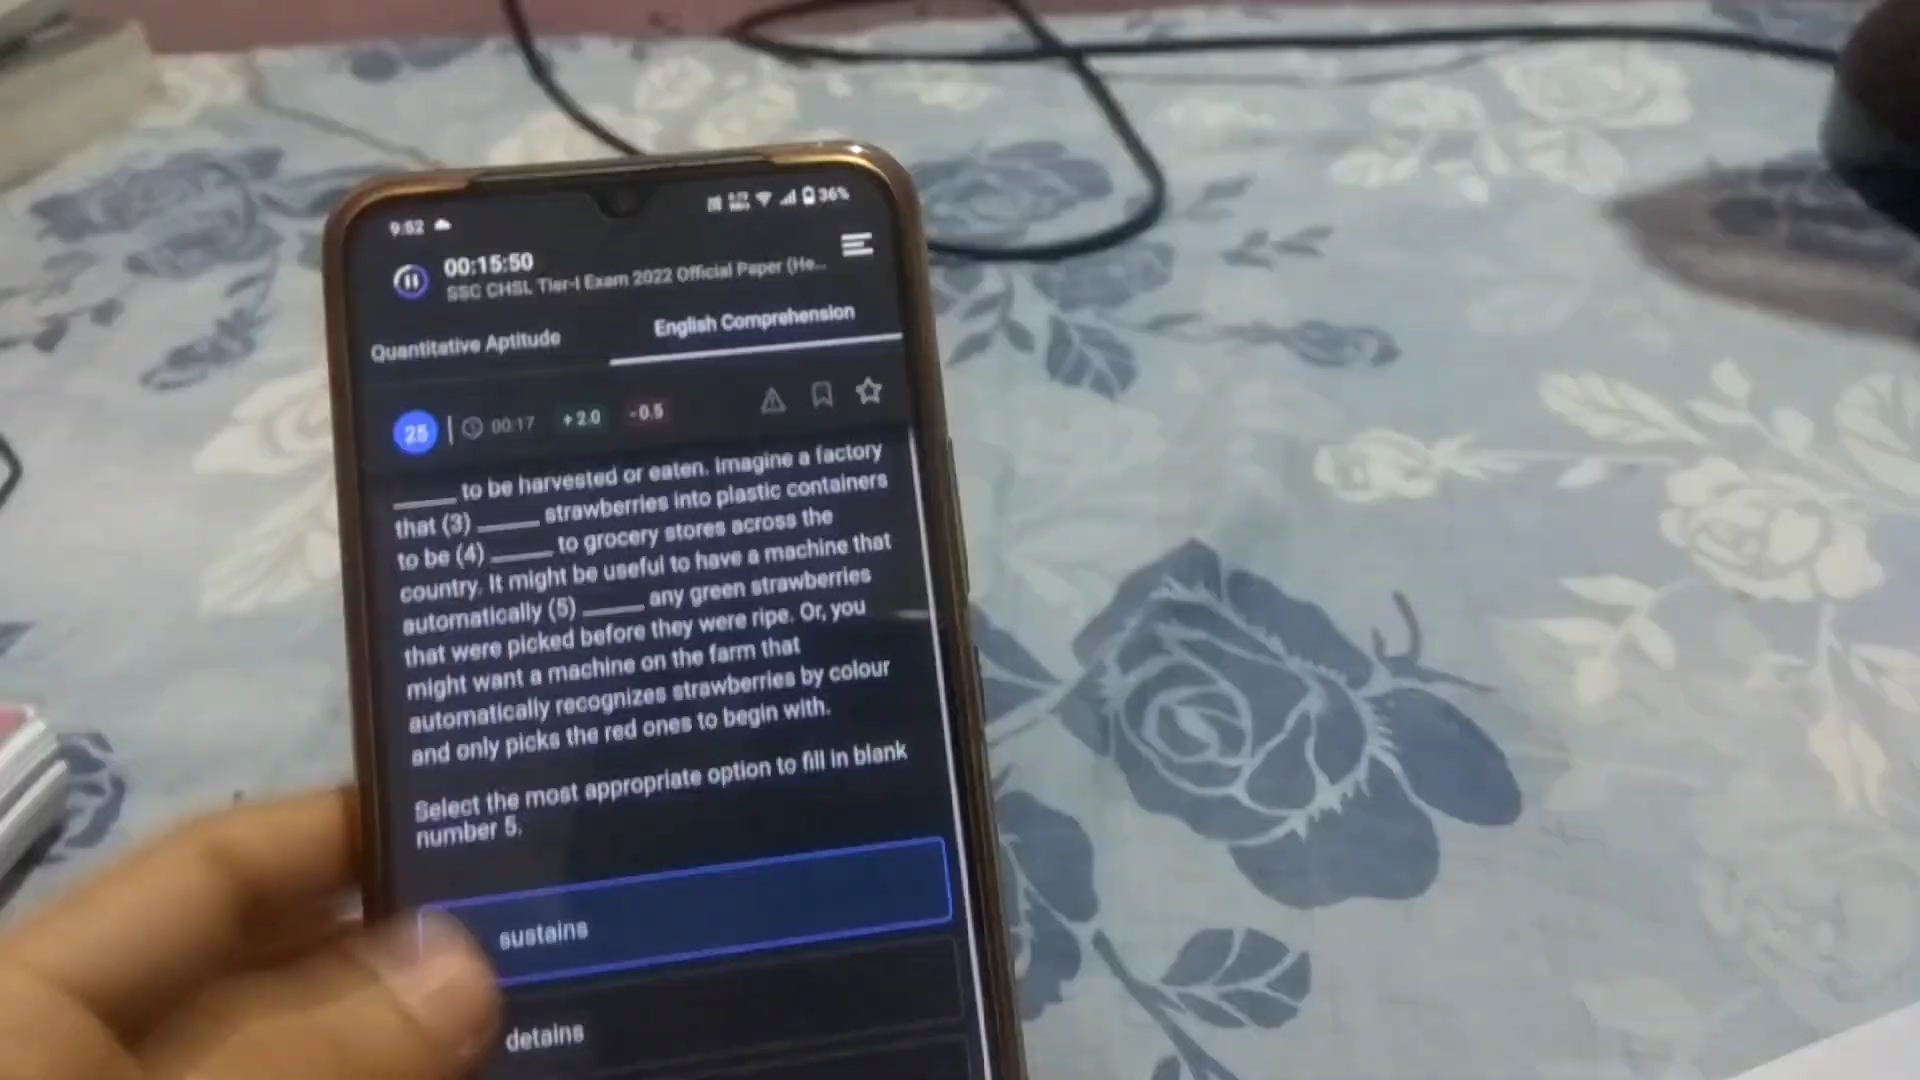 9:52
36%
00:15:50
SSC CHSL Tier-I Exam 2022 Official Paper (He...
Quantitative Aptitude
English Comprehension
25
00:17
+2.0
-0.5
_____ to be harvested or eaten. Imagine a factory
that (3) _____ strawberries into plastic containers
to be (4) _____ to grocery stores across the
country. It might be useful to have a machine that
automatically (5) _____ any green strawberries
that were picked before they were ripe. Or, you
might want a machine on the farm that
automatically recognizes strawberries by colour
and only picks the red ones to begin with.
Select the most appropriate option to fill in blank
number 5.
sustains
detains